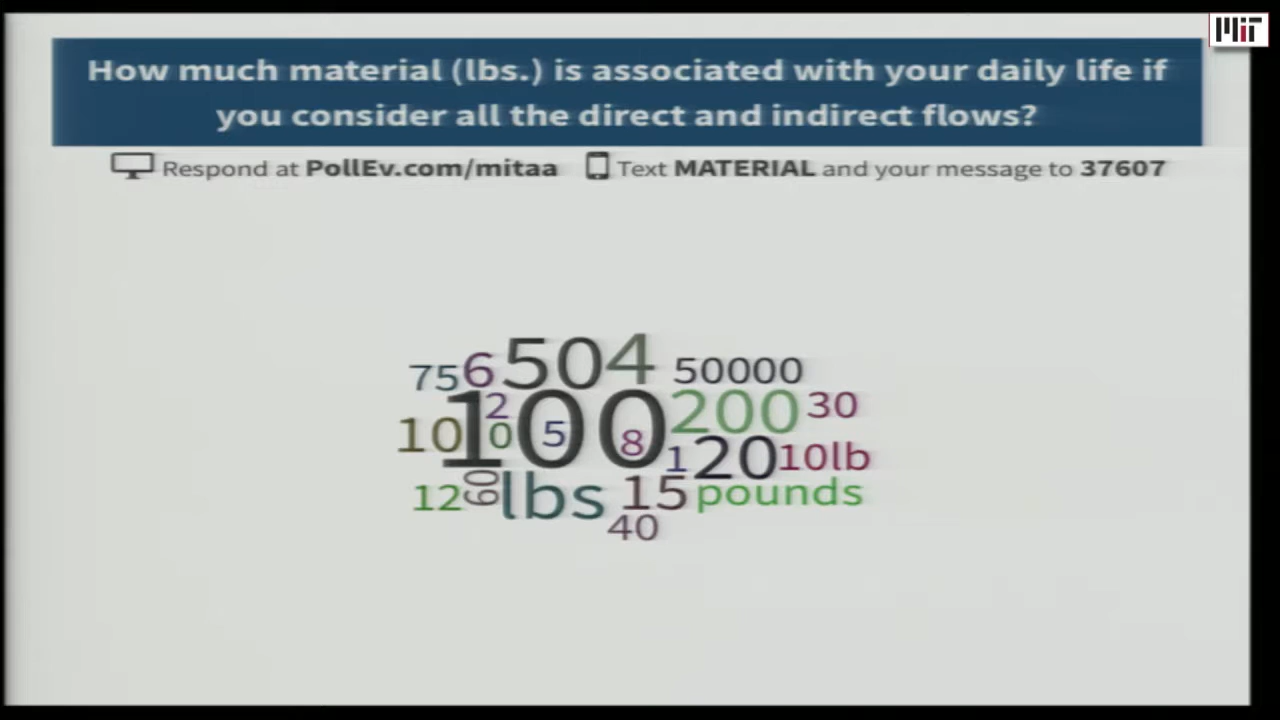 MIT
How much material (lbs.) is associated with your daily life if
you consider all the direct and indirect flows?
Respond at PollEv.com/mitaa Text MATERIAL and your message to 37607
75 6 50 4 50000
2 200 30
10 100 0 5 8 1 20 10lb
12 60 lbs 15 pounds
40